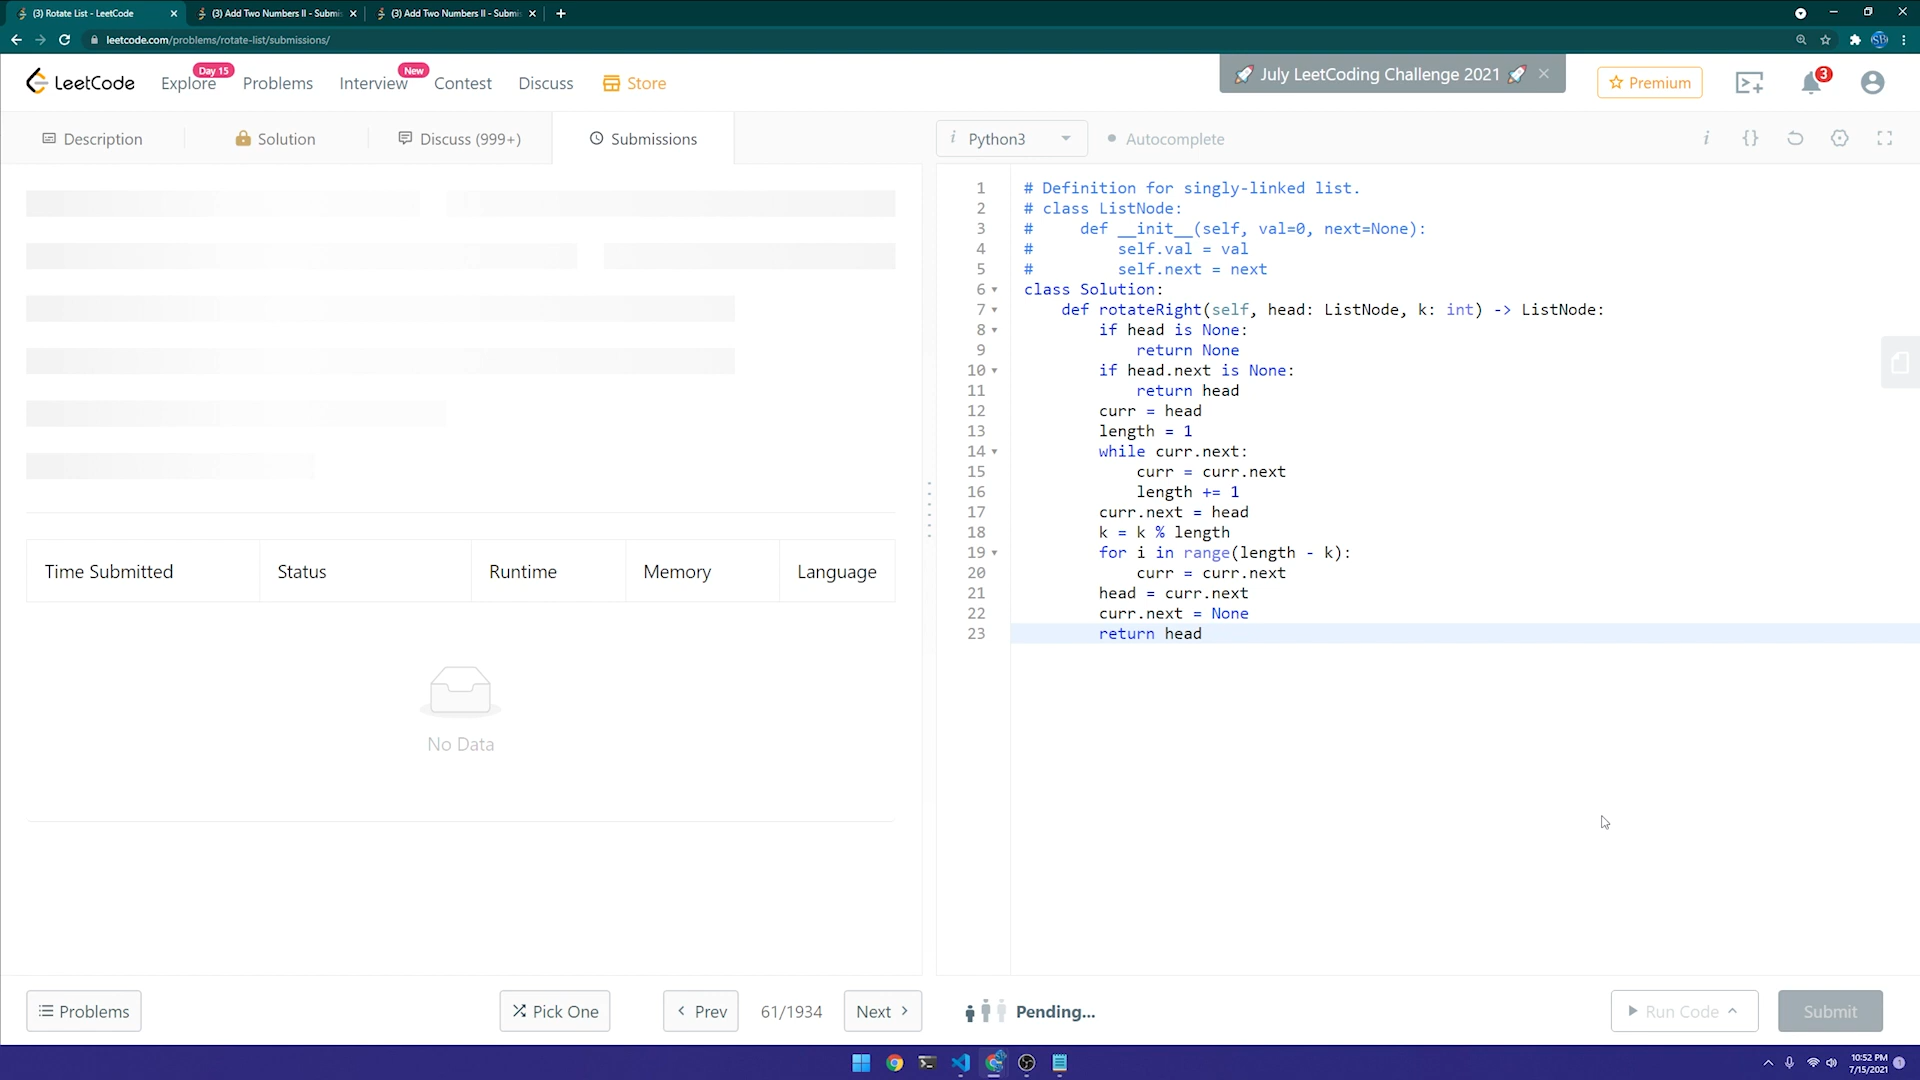 (3) Rotate List - LeetCode
(3) Add Two Numbers II - Submi
(3) Add Two Numbers II - Submi
leetcode.com/problems/rotate-list/submissions/
LeetCode
Explore
Day 15
Problems
Interview
New
Contest
Discuss
Store
July LeetCoding Challenge 2021
Premium
3
Description
Solution
Discuss (999+)
Submissions
i Python3
Autocomplete
i {}
1 # Definition for singly-linked list.
2 # class ListNode:
3 #     def __init__(self, val=0, next=None):
4 #         self.val = val
5 #         self.next = next
6 class Solution:
7     def rotateRight(self, head: ListNode, k: int) -> ListNode:
8         if head is None:
9             return None
10         if head.next is None:
11             return head
12         curr = head
13         length = 1
14         while curr.next:
15             curr = curr.next
16             length += 1
17         curr.next = head
18         k = k % length
19         for i in range(length - k):
20             curr = curr.next
21         head = curr.next
22         curr.next = None
23         return head
Time Submitted
Status
Runtime
Memory
Language
No Data
Problems
Pick One
Prev
61/1934
Next
Pending...
Run Code
Submit
10:52 PM
7/15/2021
1